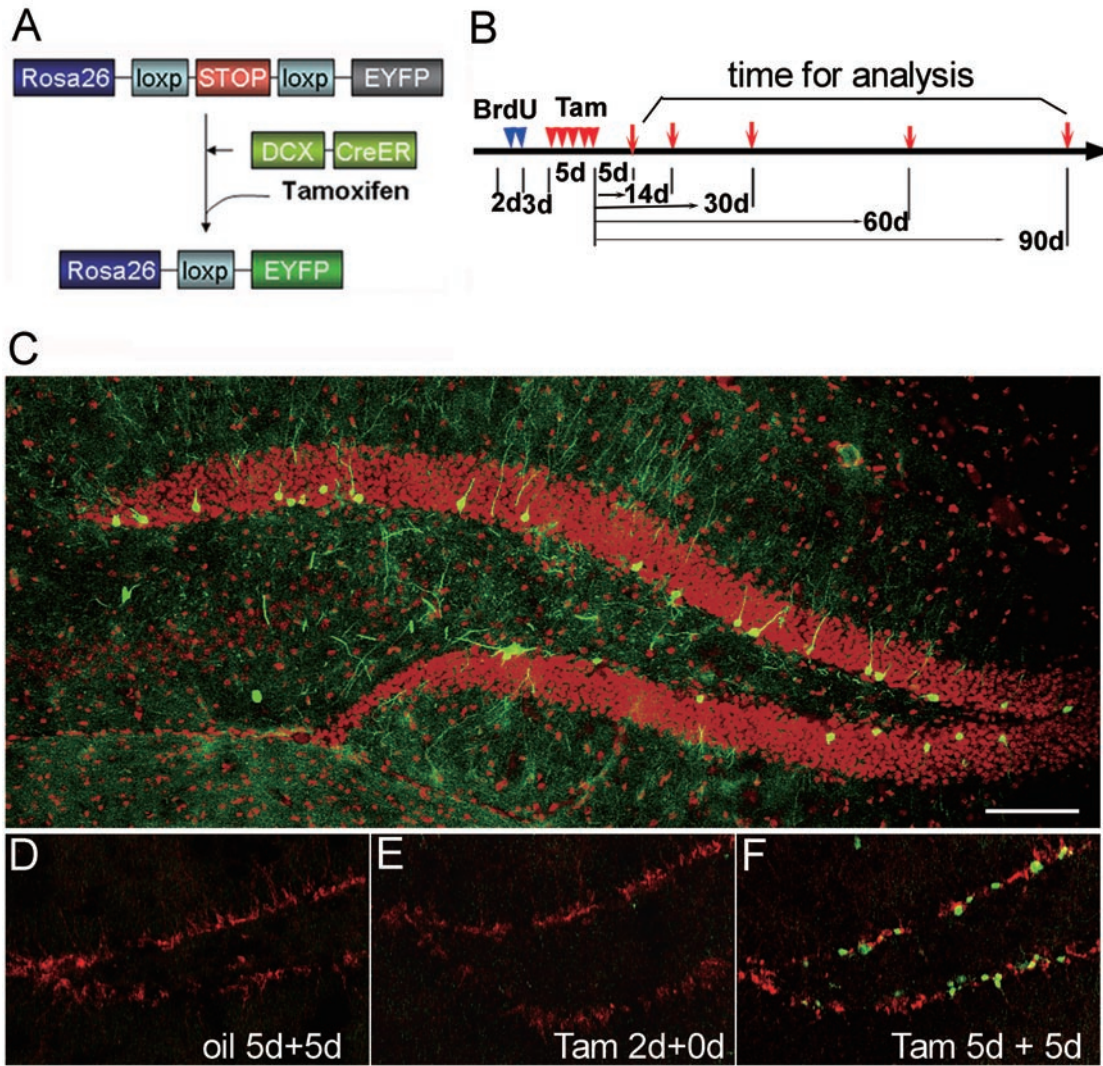 A
Rosa26 loxp STOP loxp EYFP
DCX CreER
Tamoxifen
Rosa26 loxp EYFP
B
time for analysis
BrdU Tam
5d 5d
2d 3d 14d 30d
60d
90d
C
D
oil 5d+5d
E
Tam 2d+0d
F
Tam 5d + 5d